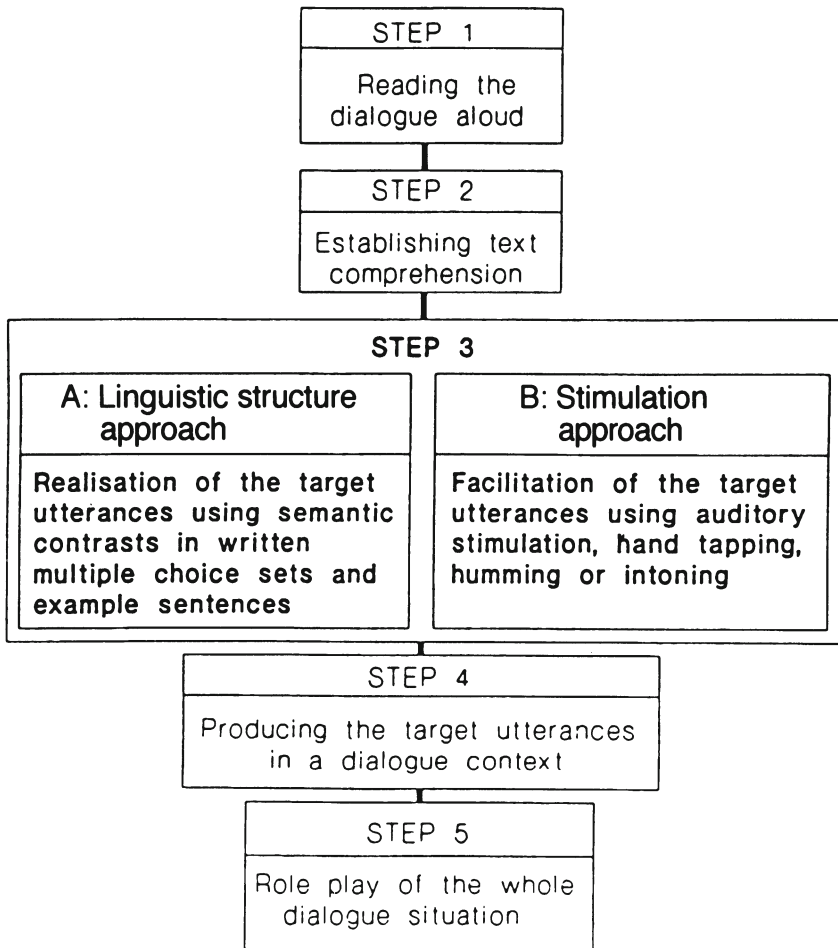 STEP 1
Reading the
dialogue aloud
STEP 2
Establishing text
comprehension
STEP 3
A: Linguistic structure
approach
Realisation of the target
utterances using semantic
contrasts in written
multiple choice sets and
example sentences
B: Stimulation
approach
Facilitation of the target
utterances using auditory
stimulation, hand tapping,
humming or intoning
STEP 4
Producing the target utterances
in a dialogue context
STEP 5
Role play of the whole
dialogue situation